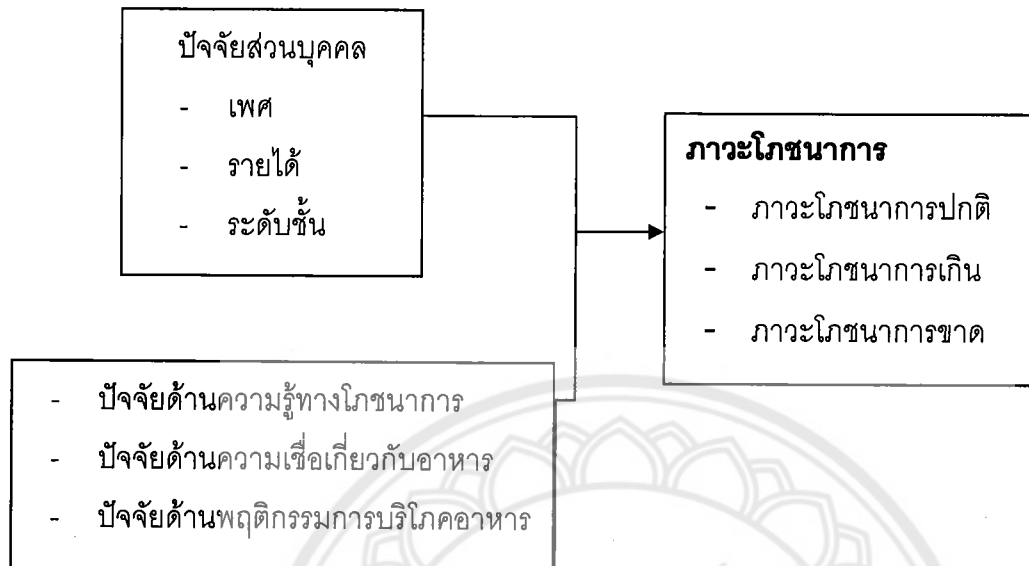 ปัจจัยส่วนบุคคล
- เพศ
- รายได้
- ระดับชั้น
ภาวะโภชนาการ
- ภาวะโภชนาการปกติ
- ภาวะโภชนาการเกิน
- ภาวะโภชนาการขาด
- ปัจจัยด้านความรู้ทางโภชนาการ
- ปัจจัยด้านความเชื่อเกี่ยวกับอาหาร
- ปัจจัยด้านพฤติกรรมการบริโภคอาหาร